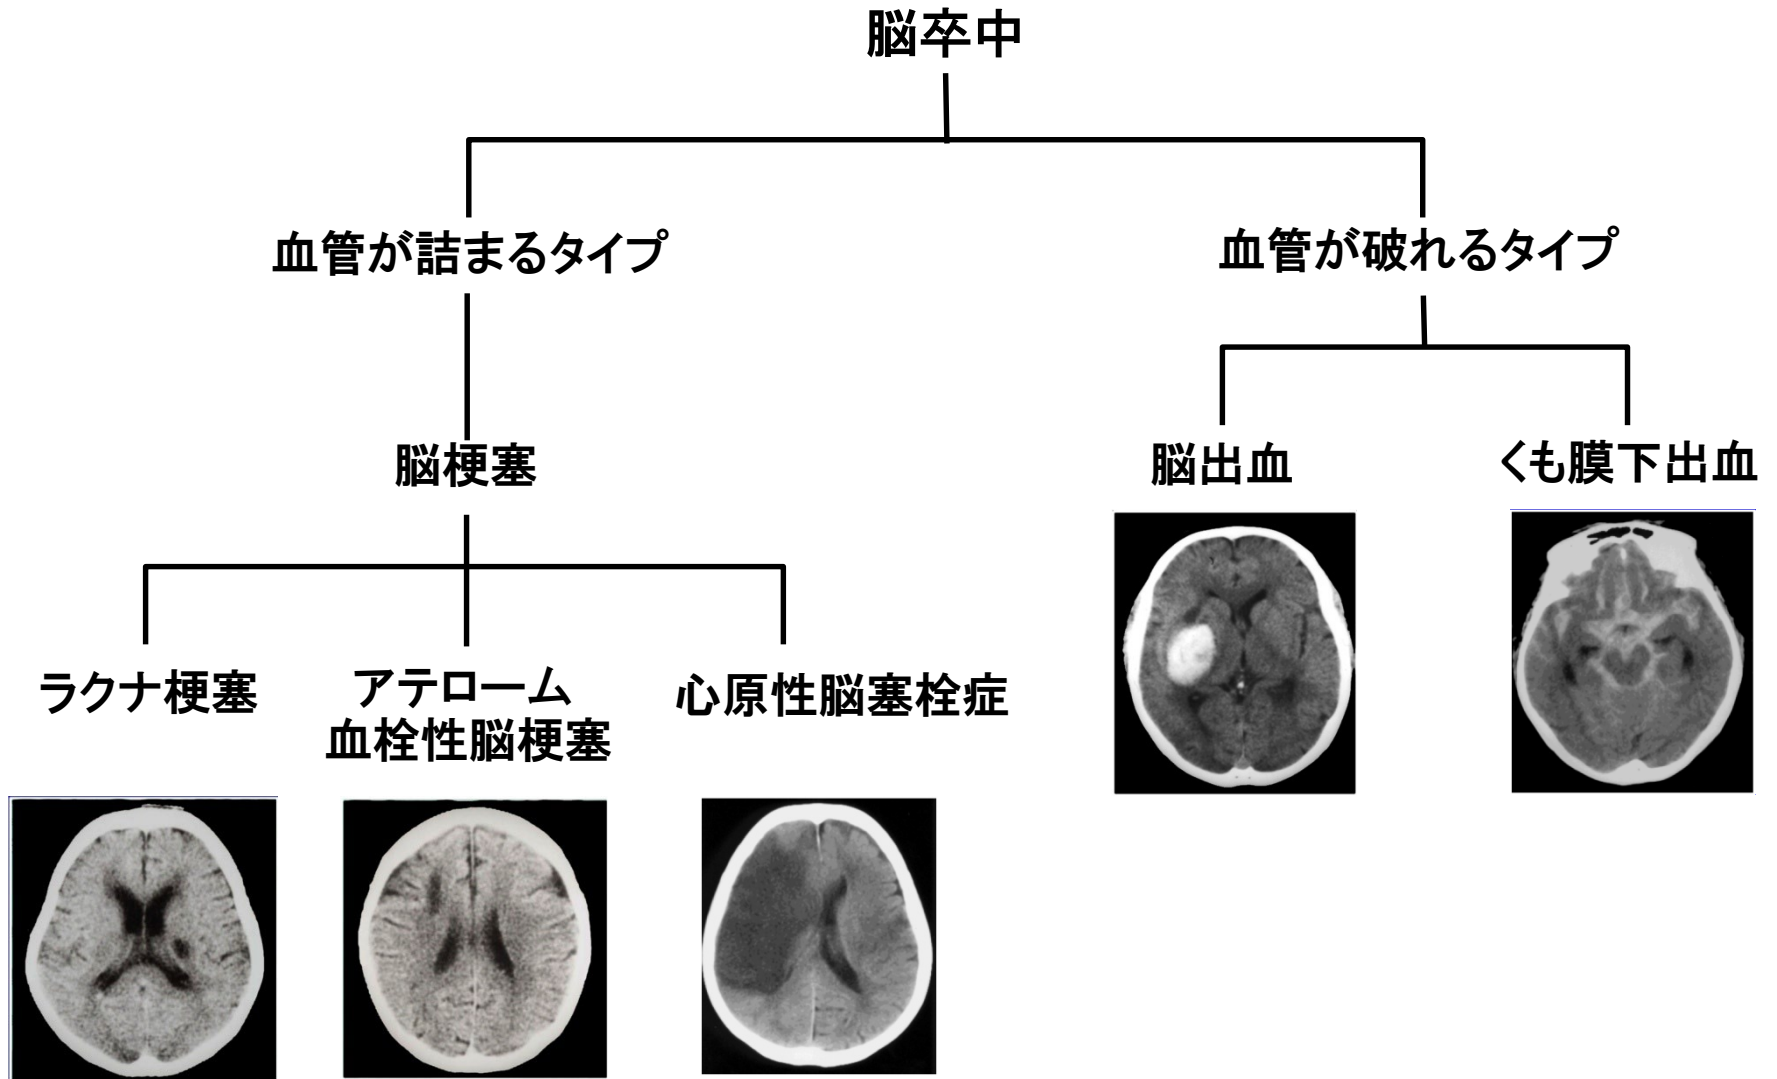 脳卒中
血管が詰まるタイプ
血管が破れるタイプ
脳梗塞
脳出血
くも膜下出血
ラクナ梗塞
アテローム
血栓性脳梗塞
心原性脳塞栓症